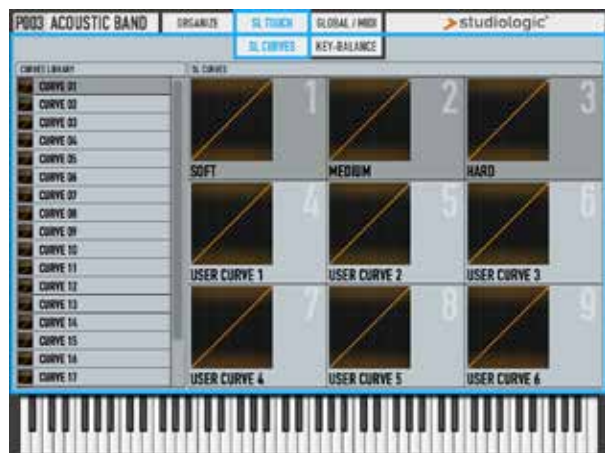 P003 ACOUSTIC BAND ORGANIZE SL TOUCH GLOBAL / MIDI studiologic
SL CURVES KEY-BALANCE
CURVES LIBRARY SL CURVES
CURVE 01
CURVE 02
CURVE 03
CURVE 04
CURVE 05
CURVE 06
CURVE 07
CURVE 08
CURVE 09
CURVE 10
CURVE 11
CURVE 12
CURVE 13
CURVE 14
CURVE 15
CURVE 16
CURVE 17
1 2 3
SOFT MEDIUM HARD
4 5 6
USER CURVE 1 USER CURVE 2 USER CURVE 3
7 8 9
USER CURVE 4 USER CURVE 5 USER CURVE 6